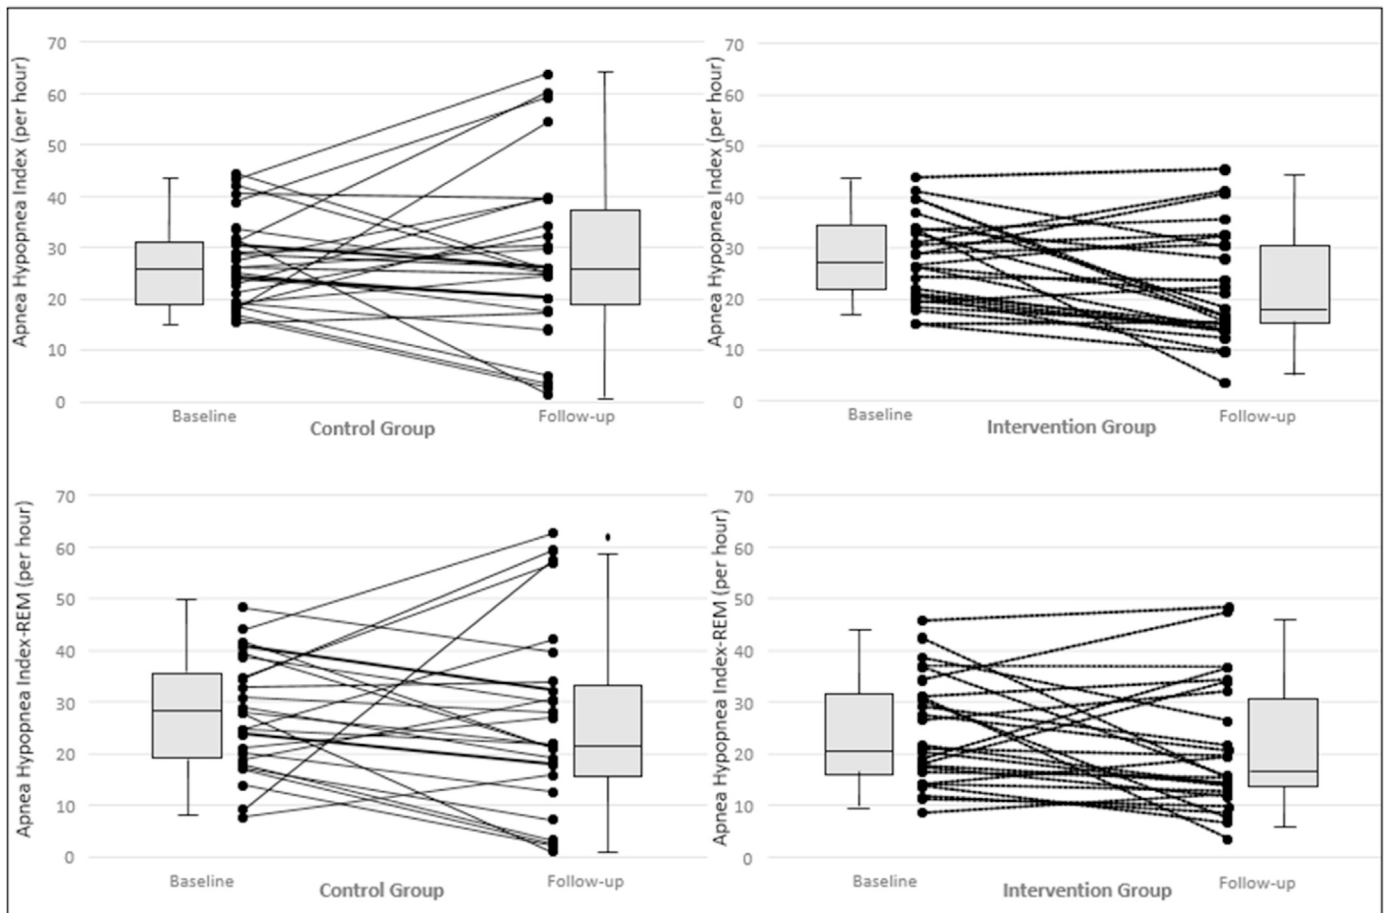 Apnea Hypopnea Index (per hour)
70
60
50
40
30
20
10
0
Baseline
Control Group
Follow-up
Apnea Hypopnea Index (per hour)
70
60
50
40
30
20
10
0
Baseline
Intervention Group
Follow-up
Apnea Hypopnea Index-REM (per hour)
70
60
50
40
30
20
10
0
Baseline
Control Group
Follow-up
Apnea Hypopnea Index-REM (per hour)
70
60
50
40
30
20
10
0
Baseline
Intervention Group
Follow-up